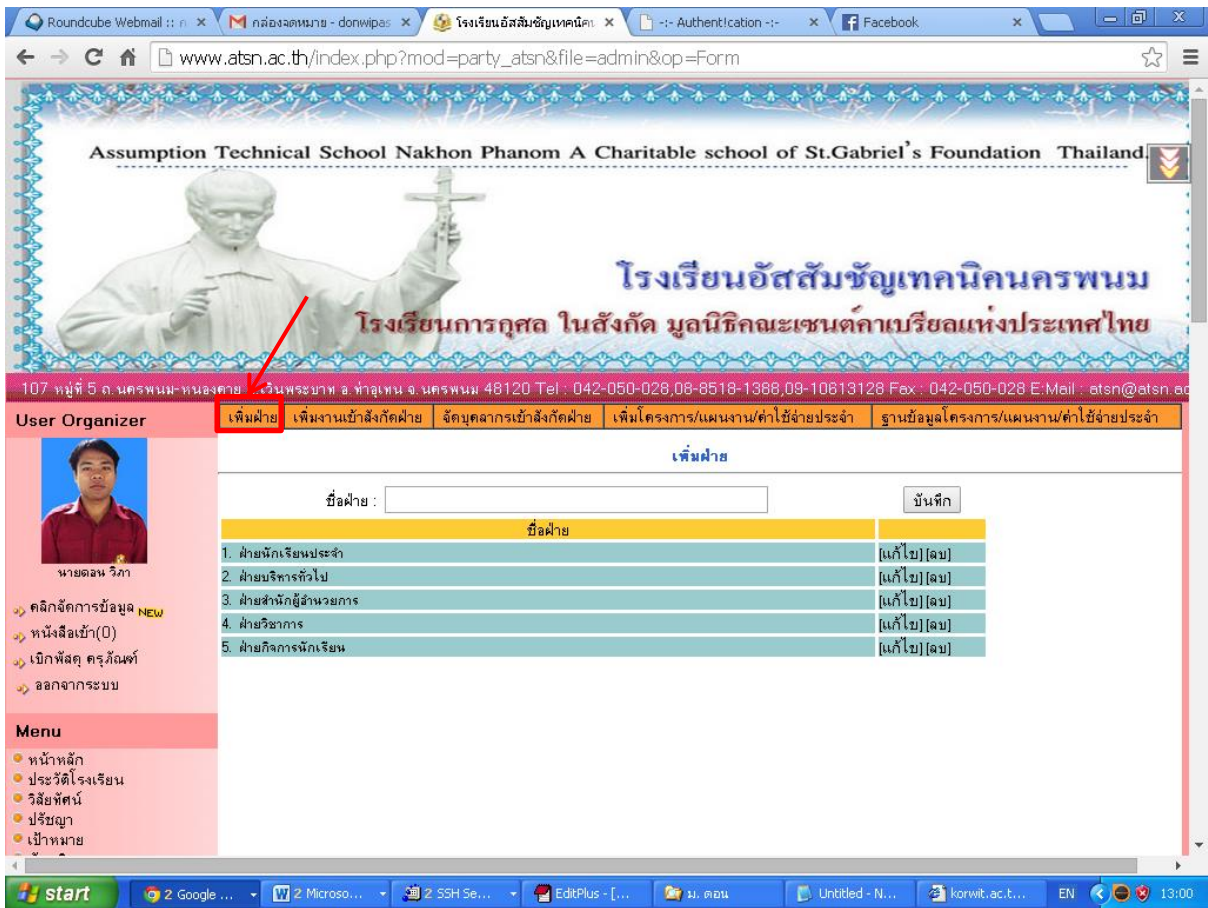 Roundcube Webmail :: ก
กล่องจดหมาย - donwipas
โรงเรียนอัสสัมชัญเทคนิค
-:- Authent!cation -:-
Facebook
www.atsn.ac.th/index.php?mod=party_atsn&file=admin&op=Form
Assumption Technical School Nakhon Phanom A Charitable school of St.Gabriel's Foundation Thailand.
โรงเรียนอัสสัมชัญเทคนิคนครพนม
โรงเรียนการกุศล ในสังกัด มูลนิธิคณะเซนต์คาเบรียลแห่งประเทศไทย
107 หมู่ที่ 5 ถ.นครพนม-หนองคาย เวินพระบาท อ.ท่าอุเทน จ.นครพนม 48120 Tel : 042-050-028,08-8518-1388,09-10613128 Fax : 042-050-028 E:Mail : atsn@atsn.ac
User Organizer
เพิ่มฝ่าย
เพิ่มงานเข้าสังกัดฝ่าย
จัดบุคลากรเข้าสังกัดฝ่าย
เพิ่มโครงการ/แผนงาน/ค่าใช้จ่ายประจำ
ฐานข้อมูลโครงการ/แผนงาน/ค่าใช้จ่ายประจำ
เพิ่มฝ่าย
ชื่อฝ่าย :
บันทึก
ชื่อฝ่าย
1. ฝ่ายนักเรียนประจำ [แก้ไข] [ลบ]
2. ฝ่ายบริหารทั่วไป [แก้ไข] [ลบ]
3. ฝ่ายสำนักผู้อำนวยการ [แก้ไข] [ลบ]
4. ฝ่ายวิชาการ [แก้ไข] [ลบ]
5. ฝ่ายกิจการนักเรียน [แก้ไข] [ลบ]
นายดอน วิภา
คลิกจัดการข้อมูล NEW
หนังสือเข้า(0)
เบิกพัสดุ ครุภัณฑ์
ออกจากระบบ
Menu
หน้าหลัก
ประวัติโรงเรียน
วิสัยทัศน์
ปรัชญา
เป้าหมาย
start
2 Google ...
2 Microso...
2 SSH Se...
EditPlus - [...
ม. ดอน
Untitled - N...
korwit.ac.t...
EN
13:00